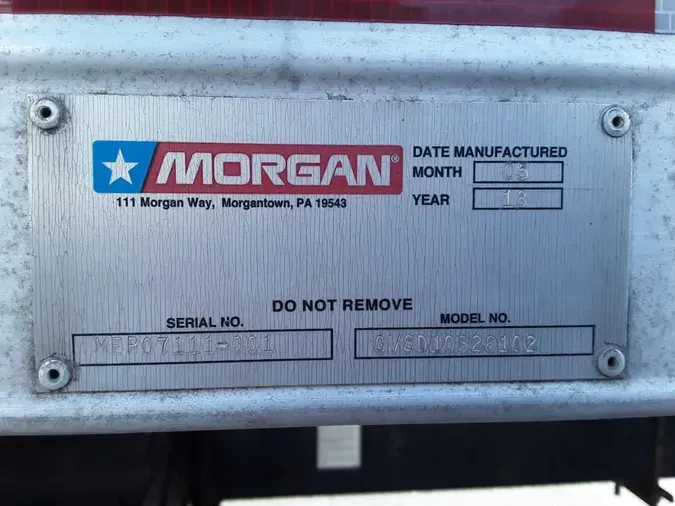 MORGAN®
111 Morgan Way, Morgantown, PA 19543
DATE MANUFACTURED
MONTH 05
YEAR 18
DO NOT REMOVE
SERIAL NO.
MODEL NO.